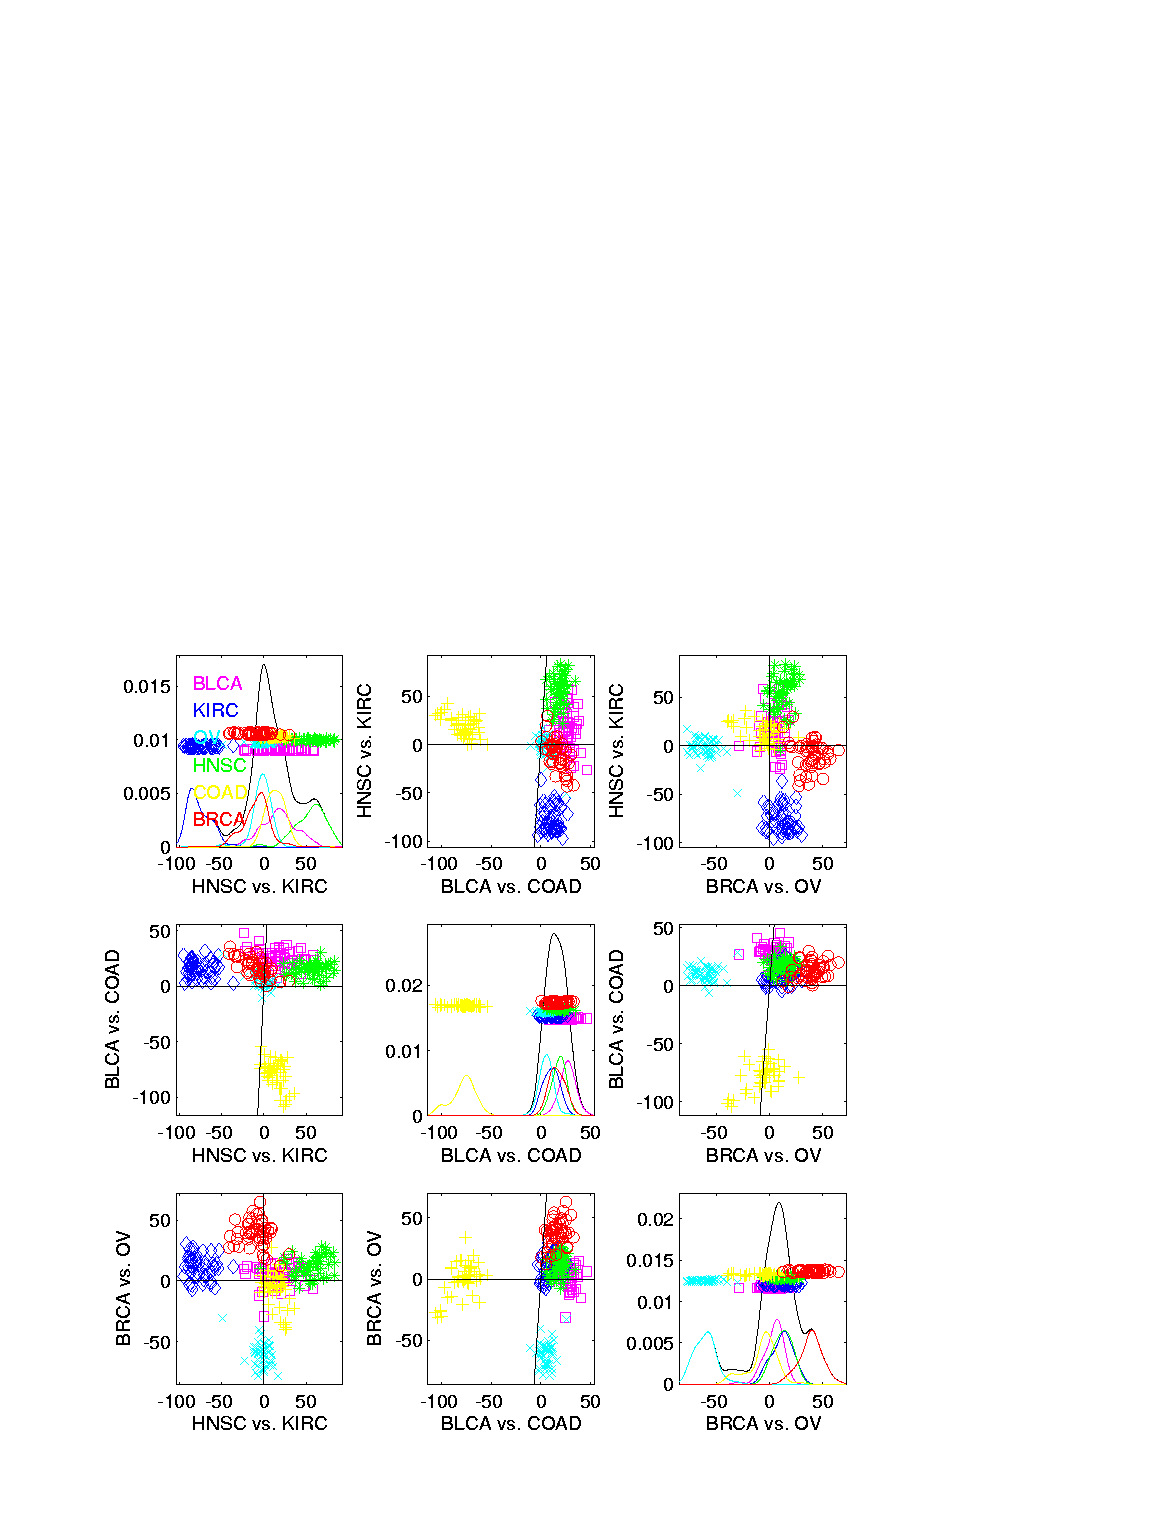 0.015
0.01
0.005
0
BLCA
KIRC
OV
HNSC
COAD
BRCA
-100 -50 0 50
HNSC vs. KIRC
HNSC vs. KIRC
50
0
-50
-100
-100 -50 0 50
BLCA vs. COAD
HNSC vs. KIRC
50
0
-50
-100
-50 0 50
BRCA vs. OV
BLCA vs. COAD
50
0
-50
-100
-100 -50 0 50
HNSC vs. KIRC
0.02
0.01
0
-100 -50 0 50
BLCA vs. COAD
BLCA vs. COAD
50
0
-50
-100
-50 0 50
BRCA vs. OV
BRCA vs. OV
50
0
-50
-100 -50 0 50
HNSC vs. KIRC
BRCA vs. OV
50
0
-50
-100 -50 0 50
BLCA vs. COAD
0.02
0.015
0.01
0.005
0
-50 0 50
BRCA vs. OV